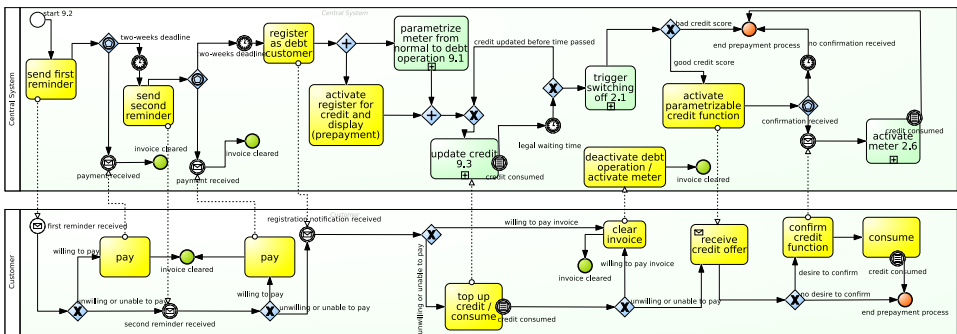 Central System
Central System
start 9.2
send first
reminder
two-weeks deadline
send
second
reminder
payment received
invoice cleared
two-weeks deadline
payment received
invoice cleared
register
as debt
customer
activate
register for
credit and
display
(prepayment)
parametrize
meter from
normal to debt
operation 9.1
credit updated before time passed
update credit
9.3
credit consumed
legal waiting time
trigger
switching
off 2.1
deactivate debt
operation /
activate meter
invoice cleared
bad credit score
good credit score
end prepayment process
activate
parametrizable
credit function
no confirmation received
confirmation received
activate
meter 2.6
credit consumed
Customer
Customer
first reminder received
willing to pay
pay
invoice cleared
unwilling or unable to pay
second reminder received
pay
willing to pay
unwilling or unable to pay
registration notification received
willing to pay invoice
unwilling or unable to pay
top up
credit /
consume
credit consumed
clear
invoice
invoice cleared
willing to pay invoice
unwilling or unable to pay
receive
credit offer
confirm
credit
function
desire to confirm
no desire to confirm
consume
credit consumed
end prepayment process